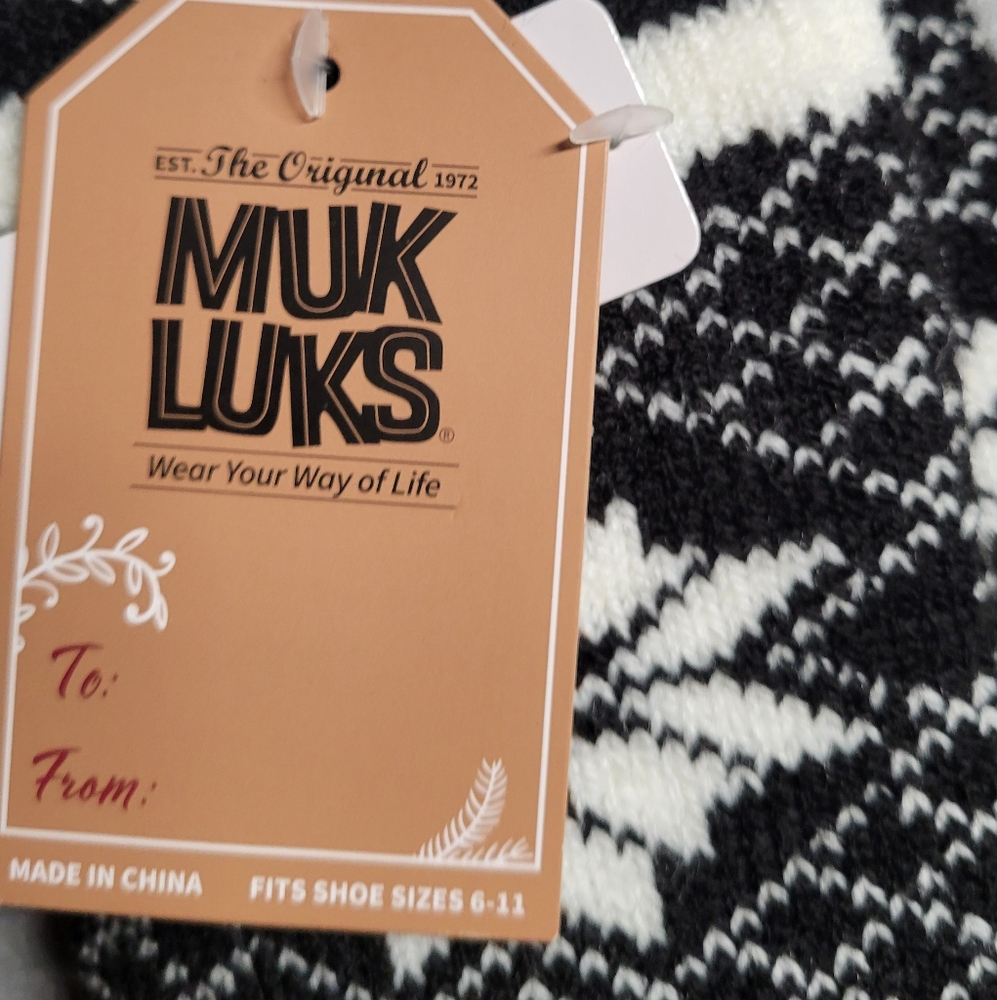 EST. The Original 1972
MUK
LUKS®
Wear Your Way of Life
To:
From:
MADE IN CHINA FITS SHOE SIZES 6-11